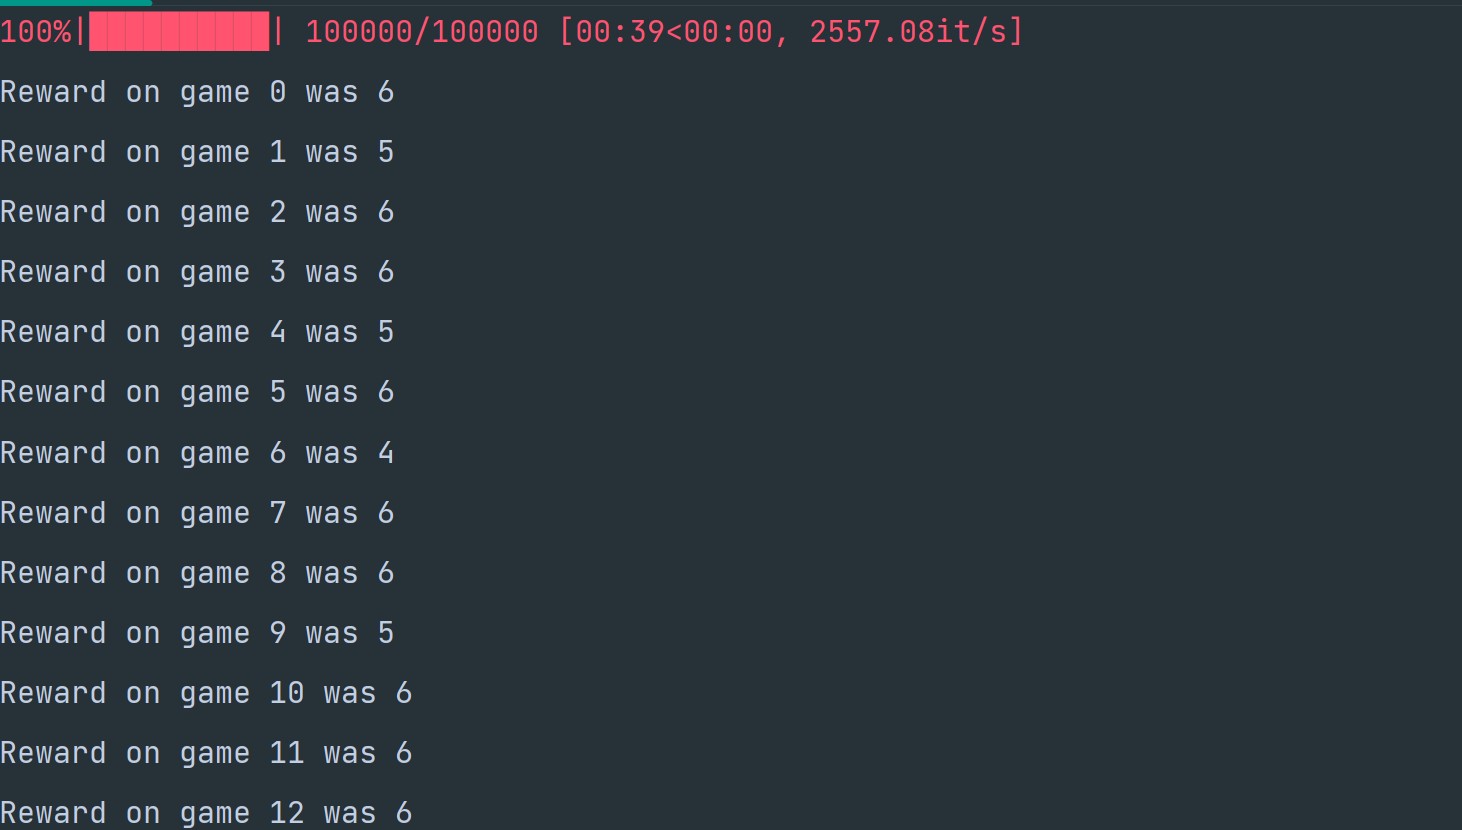 100%|██████████| 100000/100000 [00:39<00:00, 2557.08it/s]
Reward on game 0 was 6
Reward on game 1 was 5
Reward on game 2 was 6
Reward on game 3 was 6
Reward on game 4 was 5
Reward on game 5 was 6
Reward on game 6 was 4
Reward on game 7 was 6
Reward on game 8 was 6
Reward on game 9 was 5
Reward on game 10 was 6
Reward on game 11 was 6
Reward on game 12 was 6